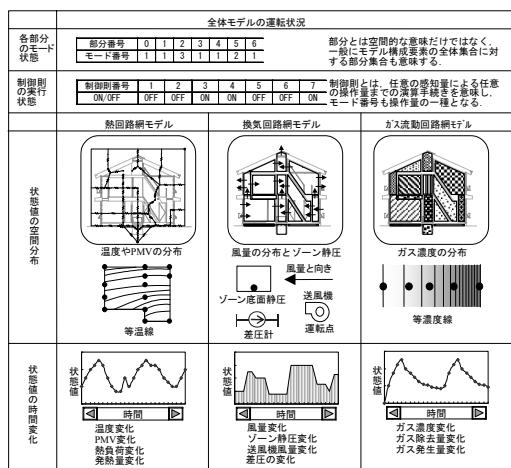 全体モデルの運転状況
各部分
のモード
状態
部分番号 0 1 2 3 4 5 6
モード番号 1 1 3 1 1 2 1
部分とは空間的な意味だけではなく、
一般にモデル構成要素の全体集合に対
する部分集合も意味する.
制御則
の実行
状態
制御則番号 1 2 3 4 5 6 7
ON/OFF OFF OFF ON ON OFF OFF ON
制御則とは、任意の感知量による任意
の操作量までの演算手続きを意味し、
モード番号も操作量の一種となる.
熱回路網モデル
換気回路網モデル
ガス流動回路網モデル
状態値の空間分布
温度やPMVの分布
等温線
風量の分布とゾーン静圧
風量と向き
ゾーン底面静圧
送風機
運転点
差圧計
ガス濃度の分布
等濃度線
状態値の時間変化
状態値
時間
温度変化
PMV変化
熱負荷変化
発熱量変化
状態値
時間
風量変化
ゾーン静圧変化
送風機風量変化
差圧の変化
状態値
時間
ガス濃度変化
ガス除去量変化
ガス発生量変化